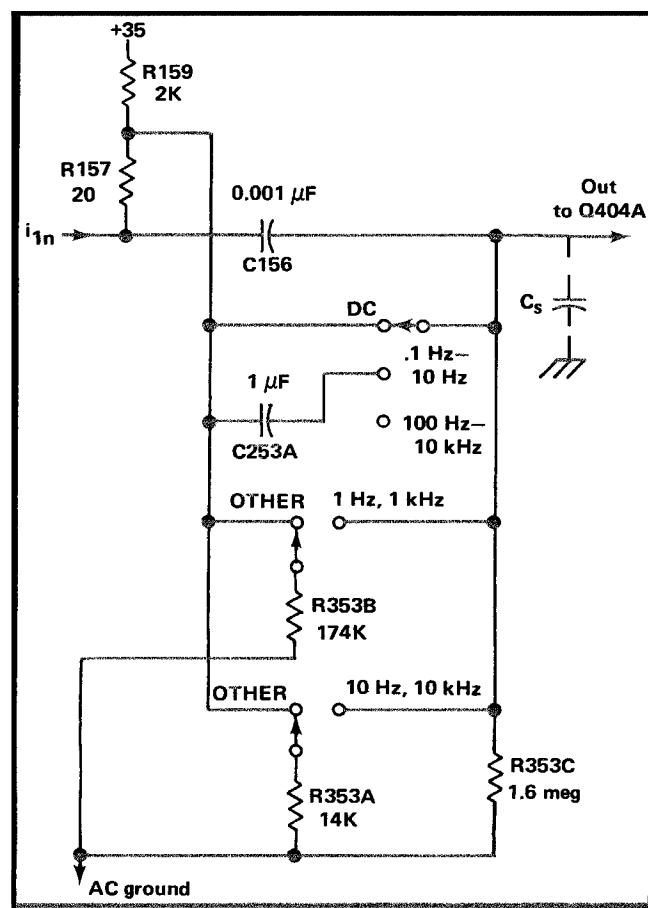 +35
R159
2K
R157
20
0.001 μF
Out
to Q404A
i1n
C156
Cs
DC
.1 Hz–
10 Hz
1 μF
100 Hz–
10 kHz
C253A
OTHER
1 Hz, 1 kHz
R353B
174K
OTHER
10 Hz, 10 kHz
R353C
1.6 meg
R353A
14K
AC ground